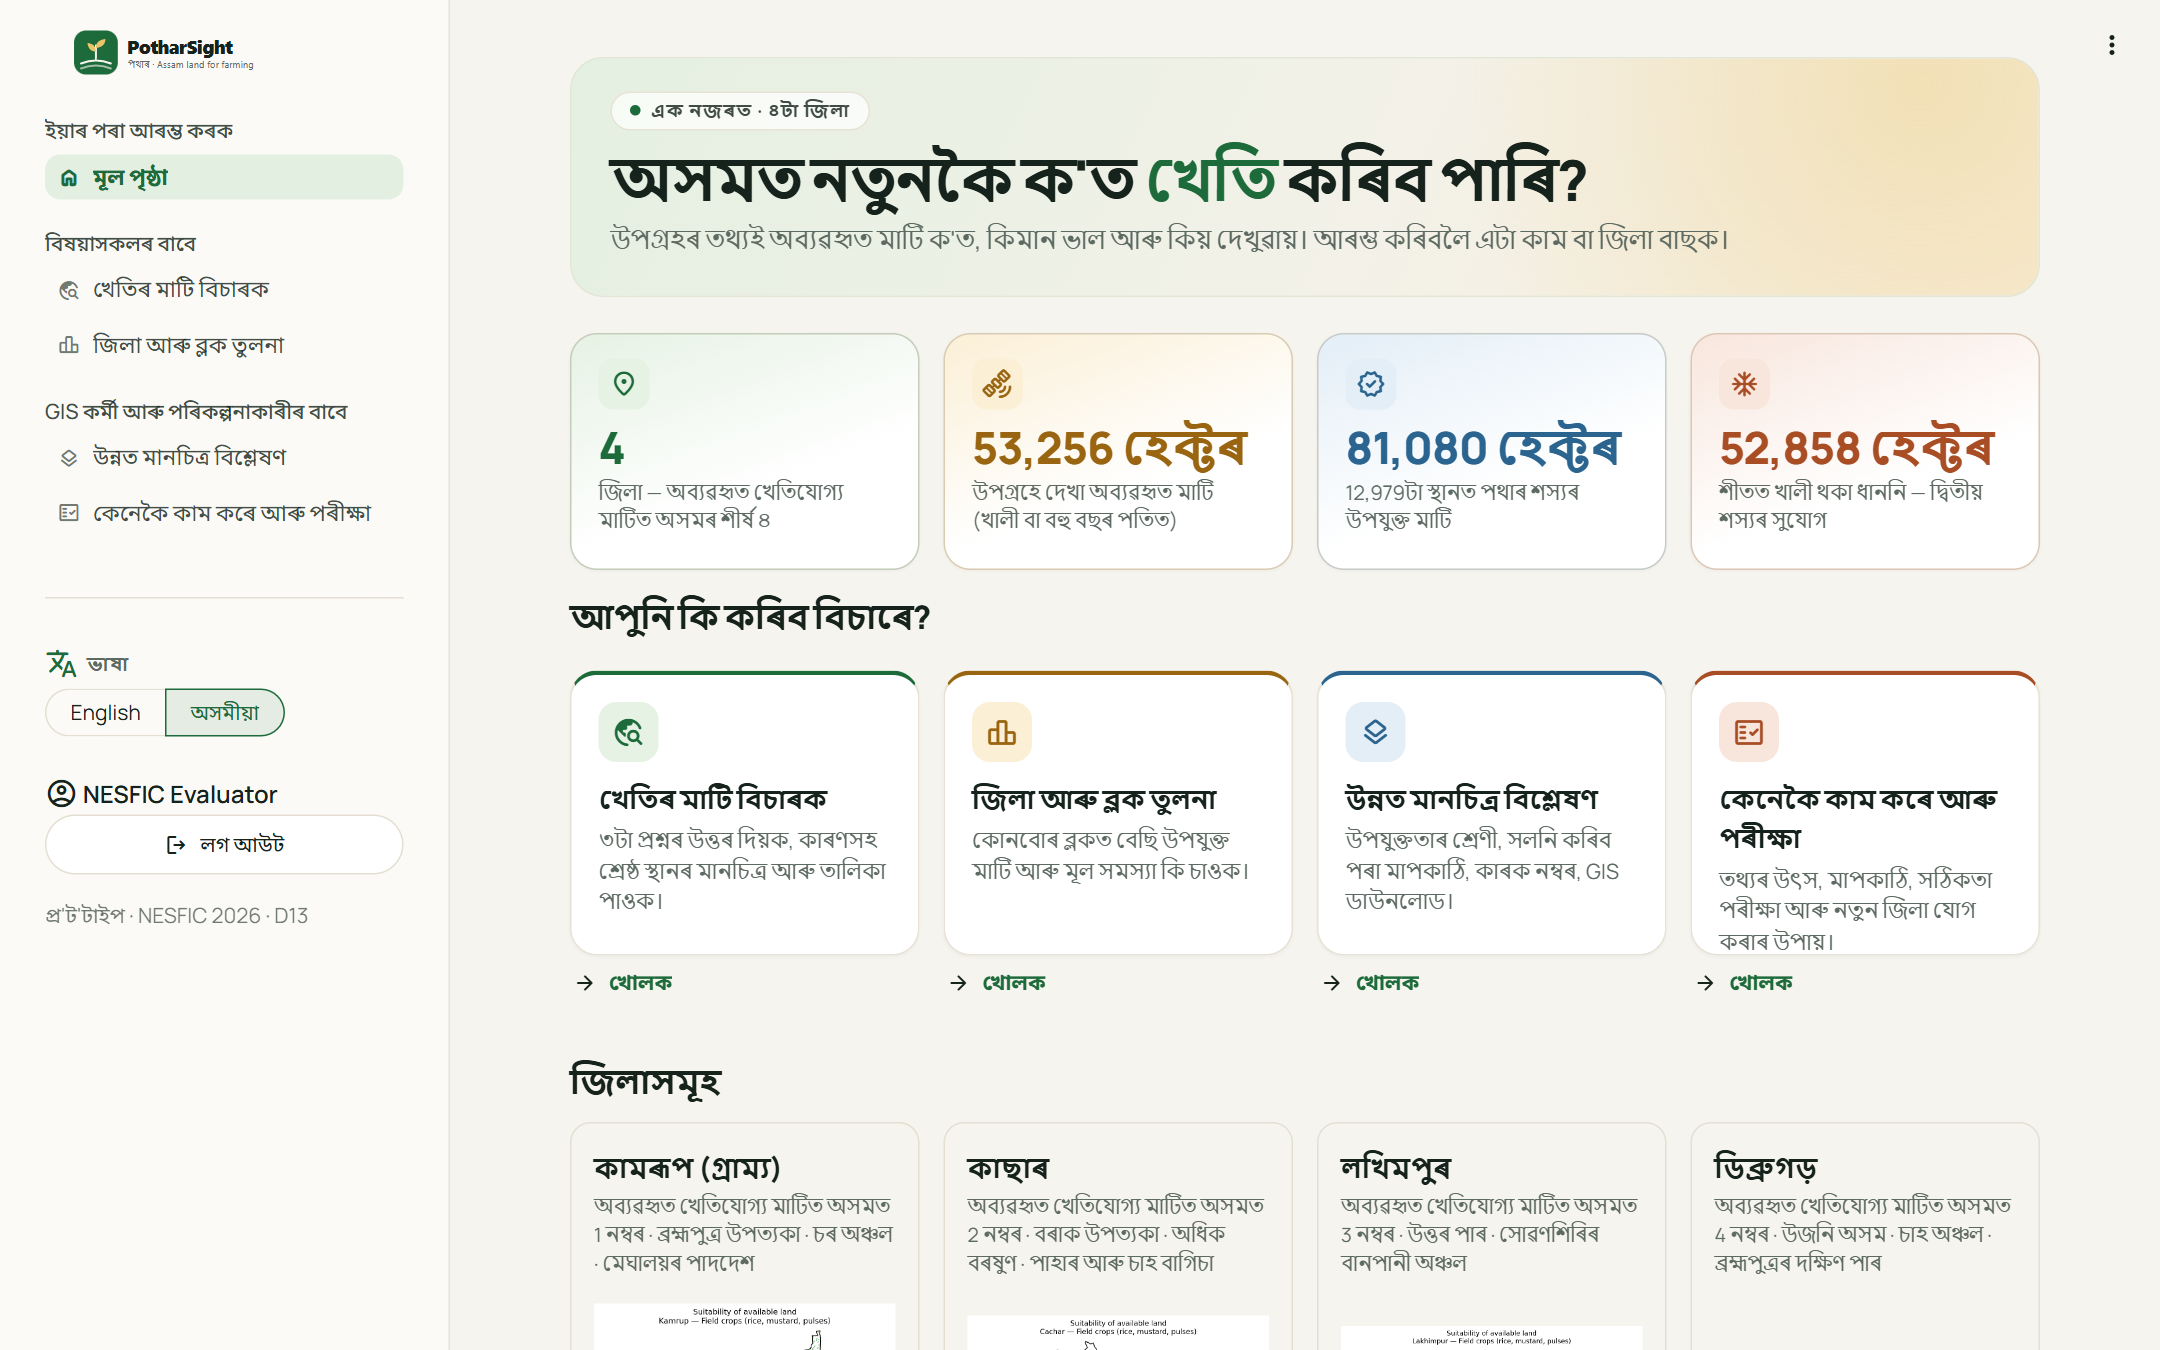 PotharSight
পথাৰ · Assam land for farming
ইয়াৰ পৰা আৰম্ভ কৰক
মূল পৃষ্ঠা
বিষয়াসকলৰ বাবে
খেতিৰ মাটি বিচাৰক
জিলা আৰু ব্লক তুলনা
GIS কৰ্মী আৰু পৰিকল্পনাকাৰীৰ বাবে
উন্নত মানচিত্ৰ বিশ্লেষণ
কেনেকৈ কাম কৰে আৰু পৰীক্ষা
ভাষা
English
অসমীয়া
NESFIC Evaluator
লগ আউট
প্ৰ'ট'টাইপ · NESFIC 2026 · D13
এক নজৰত · ৪টা জিলা
অসমত নতুনকৈ ক'ত খেতি কৰিব পাৰি?
উপগ্ৰহৰ তথ্যই অব্যৱহৃত মাটি ক'ত, কিমান ভাল আৰু কিয় দেখুৱায়। আৰম্ভ কৰিবলৈ এটা কাম বা জিলা বাছক।
4
জিলা — অব্যৱহৃত খেতিযোগ্য
মাটিত অসমৰ শীৰ্ষ ৪
53,256 হেক্টৰ
উপগ্ৰহে দেখা অব্যৱহৃত মাটি
(খালী বা বহু বছৰ পতিত)
81,080 হেক্টৰ
12,979টা স্থানত পথাৰ শস্যৰ
উপযুক্ত মাটি
52,858 হেক্টৰ
শীতত খালী থকা ধাননি — দ্বিতীয়
শস্যৰ সুযোগ
আপুনি কি কৰিব বিচাৰে?
খেতিৰ মাটি বিচাৰক
৩টা প্ৰশ্নৰ উত্তৰ দিয়ক, কাৰণসহ
শ্ৰেষ্ঠ স্থানৰ মানচিত্ৰ আৰু তালিকা
পাওক।
খোলক
জিলা আৰু ব্লক তুলনা
কোনবোৰ ব্লকত বেছি উপযুক্ত
মাটি আৰু মূল সমস্যা কি চাওক।
খোলক
উন্নত মানচিত্ৰ বিশ্লেষণ
উপযুক্ততাৰ শ্ৰেণী, সলনি কৰিব
পৰা মাপকাঠি, কাৰক নম্বৰ, GIS
ডাউনলোড।
খোলক
কেনেকৈ কাম কৰে আৰু
পৰীক্ষা
তথ্যৰ উৎস, মাপকাঠি, সঠিকতা
পৰীক্ষা আৰু নতুন জিলা যোগ
কৰাৰ উপায়।
খোলক
জিলাসমূহ
কামৰূপ (গ্ৰাম্য)
অব্যৱহৃত খেতিযোগ্য মাটিত অসমত
1 নম্বৰ · ব্ৰহ্মপুত্ৰ উপত্যকা · চৰ অঞ্চল
· মেঘালয়ৰ পাদদেশ
Suitability of available land
Kamrup — Field crops (rice, mustard, pulses)
কাছাৰ
অব্যৱহৃত খেতিযোগ্য মাটিত অসমত
2 নম্বৰ · বৰাক উপত্যকা · অধিক
বৰষুণ · পাহাৰ আৰু চাহ বাগিচা
Suitability of available land
Cachar — Field crops (rice, mustard, pulses)
লখিমপুৰ
অব্যৱহৃত খেতিযোগ্য মাটিত অসমত
3 নম্বৰ · উত্তৰ পাৰ · সোৱণশিৰিৰ
বানপানী অঞ্চল
Suitability of available land
Lakhimpur — Field crops (rice, mustard, pulses)
ডিব্ৰুগড়
অব্যৱহৃত খেতিযোগ্য মাটিত অসমত
4 নম্বৰ · উজনি অসম · চাহ অঞ্চল ·
ব্ৰহ্মপুত্ৰৰ দক্ষিণ পাৰ